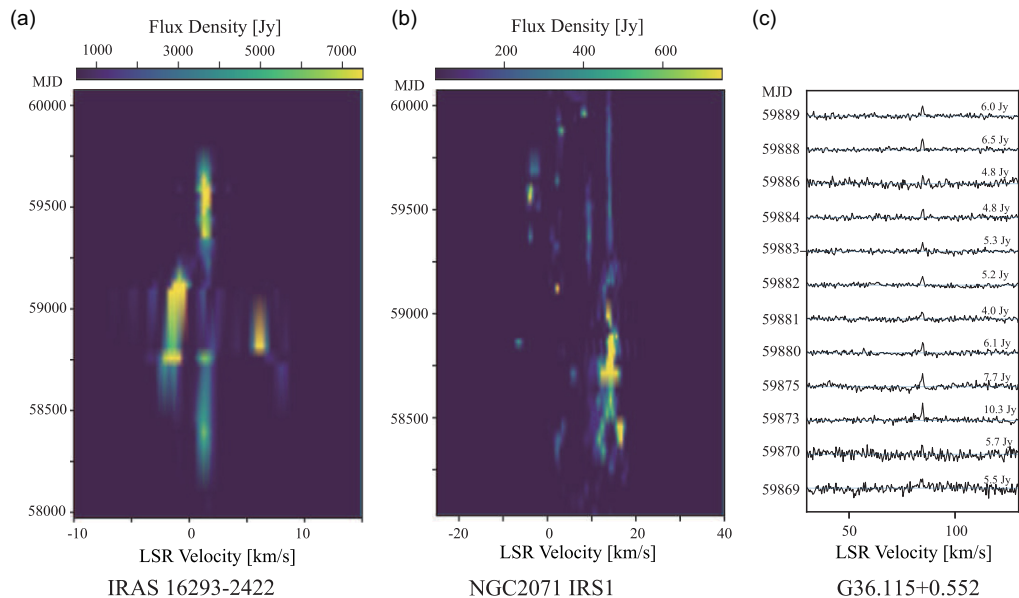 (a)
Flux Density [Jy]
1000 3000 5000 7000
MJD
60000
59500
59000
58500
58000
-10 0 10
LSR Velocity [km/s]
IRAS 16293-2422
(b)
Flux Density [Jy]
200 400 600
MJD
60000
59500
59000
58500
-20 0 20 40
LSR Velocity [km/s]
NGC2071 IRS1
(c)
MJD
59889 6.0 Jy
59888 6.5 Jy
59886 4.8 Jy
59884 4.8 Jy
59883 5.3 Jy
59882 5.2 Jy
59881 4.0 Jy
59880 6.1 Jy
59875 7.7 Jy
59873 10.3 Jy
59870 5.7 Jy
59869 5.5 Jy
50 100
LSR Velocity [km/s]
G36.115+0.552